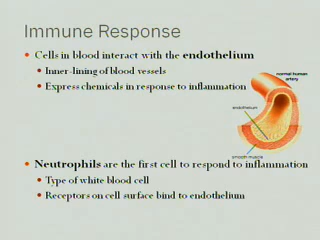 Immune Response
Cells in blood interact with the endothelium
Inner-lining of blood vessels
Express chemicals in response to inflammation
normal human
artery
endothelium
smooth muscle
Neutrophils are the first cell to respond to inflammation
Type of white blood cell
Receptors on cell surface bind to endothelium